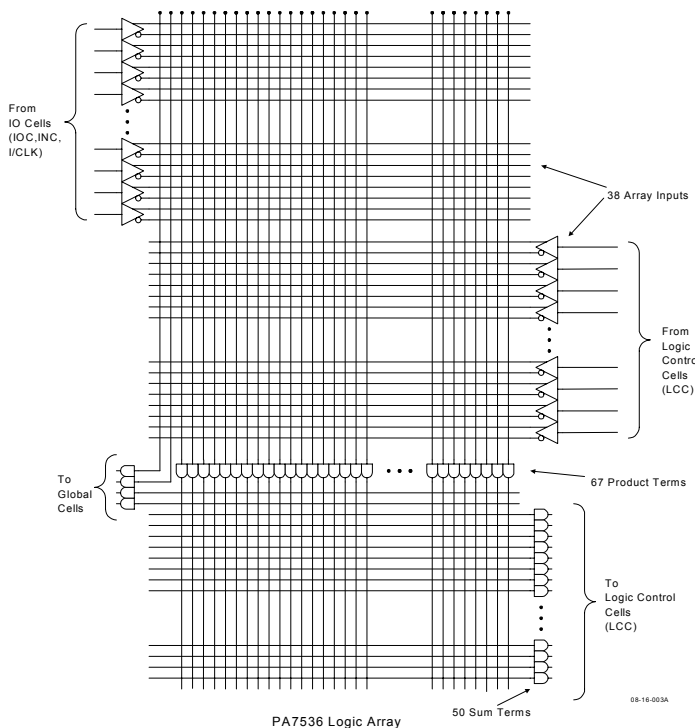 From
IO Cells
(IOC,INC,
I/CLK)
38 Array Inputs
From
Logic
Contro
Cells
(LCC)
To
Global
Cells
67 Product Terms
To
Logic Control
Cells
(LCC)
08-16-003A
50 Sum Terms
PA7536 Logic Array